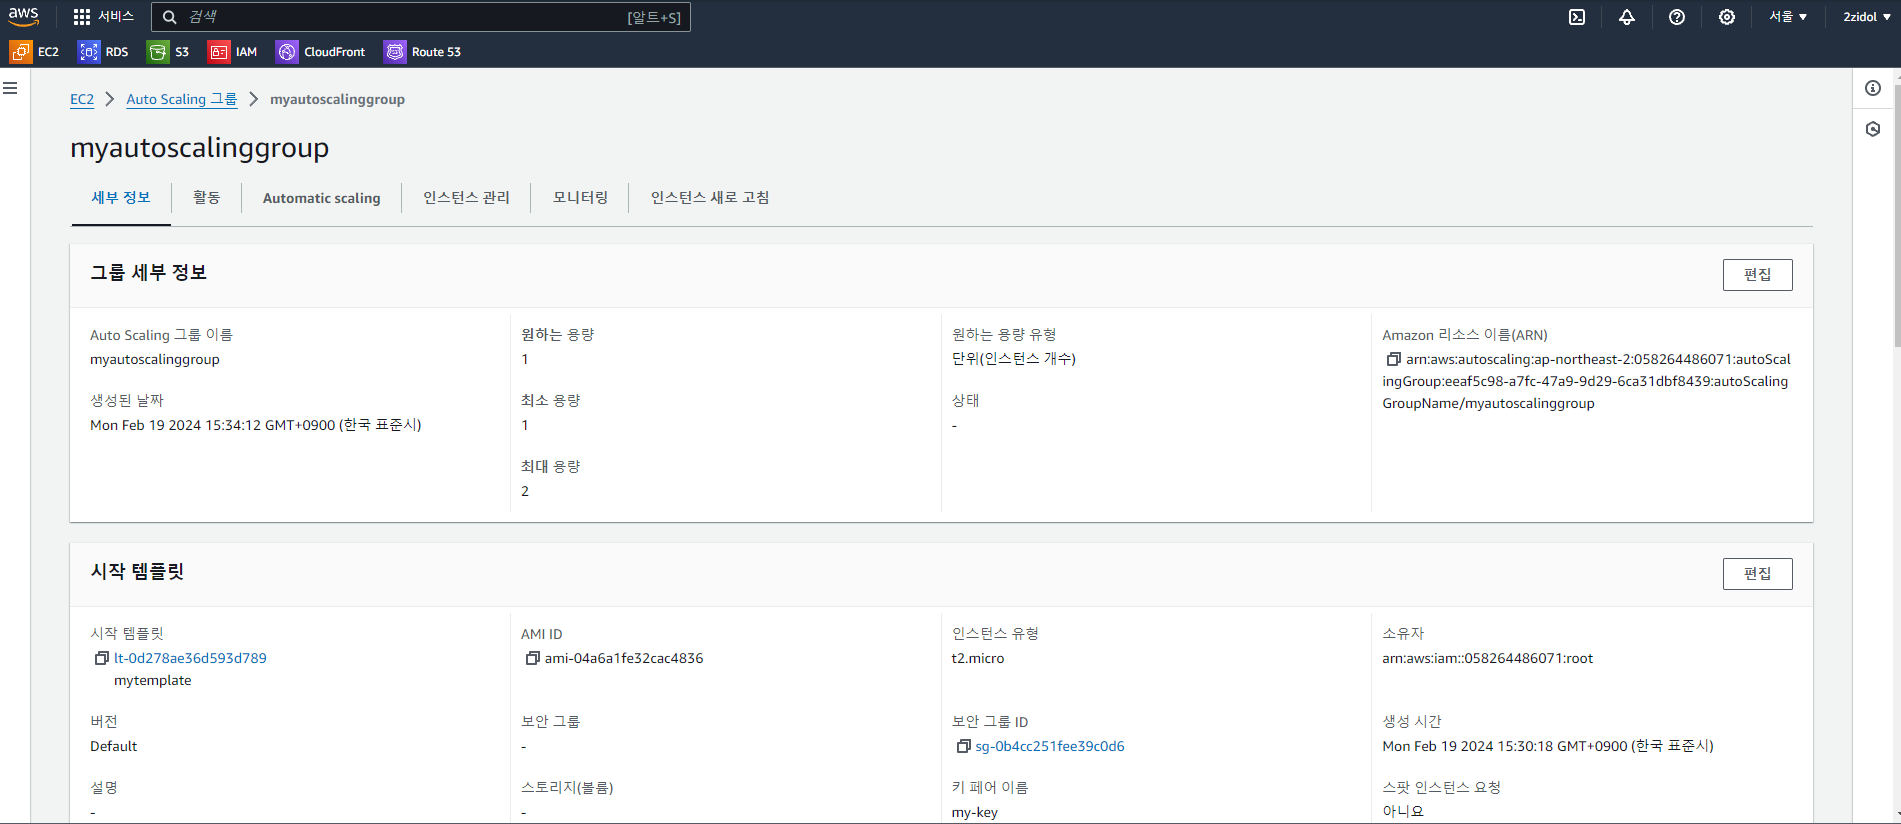 aws
서비스
검색
[알트+S]
서울 ▼
2zidol ▼
EC2
RDS
S3
IAM
CloudFront
Route 53
EC2 > Auto Scaling 그룹 > myautoscalinggroup
myautoscalinggroup
세부 정보
활동
Automatic scaling
인스턴스 관리
모니터링
인스턴스 새로 고침
그룹 세부 정보
편집
Auto Scaling 그룹 이름
myautoscalinggroup
생성된 날짜
Mon Feb 19 2024 15:34:12 GMT+0900 (한국 표준시)
원하는 용량
1
최소 용량
1
최대 용량
2
원하는 용량 유형
단위(인스턴스 개수)
상태
-
Amazon 리소스 이름(ARN)
arn:aws:autoscaling:ap-northeast-2:058264486071:autoScal
ingGroup:eeaf5c98-a7fc-47a9-9d29-6ca31dbf8439:autoScaling
GroupName/myautoscalinggroup
시작 템플릿
편집
시작 템플릿
lt-0d278ae36d593d789
mytemplate
버전
Default
설명
-
AMI ID
ami-04a6a1fe32cac4836
보안 그룹
-
스토리지(볼륨)
-
인스턴스 유형
t2.micro
보안 그룹 ID
sg-0b4cc251fee39c0d6
키 페어 이름
my-key
소유자
arn:aws:iam::058264486071:root
생성 시간
Mon Feb 19 2024 15:30:18 GMT+0900 (한국 표준시)
스팟 인스턴스 요청
아니요